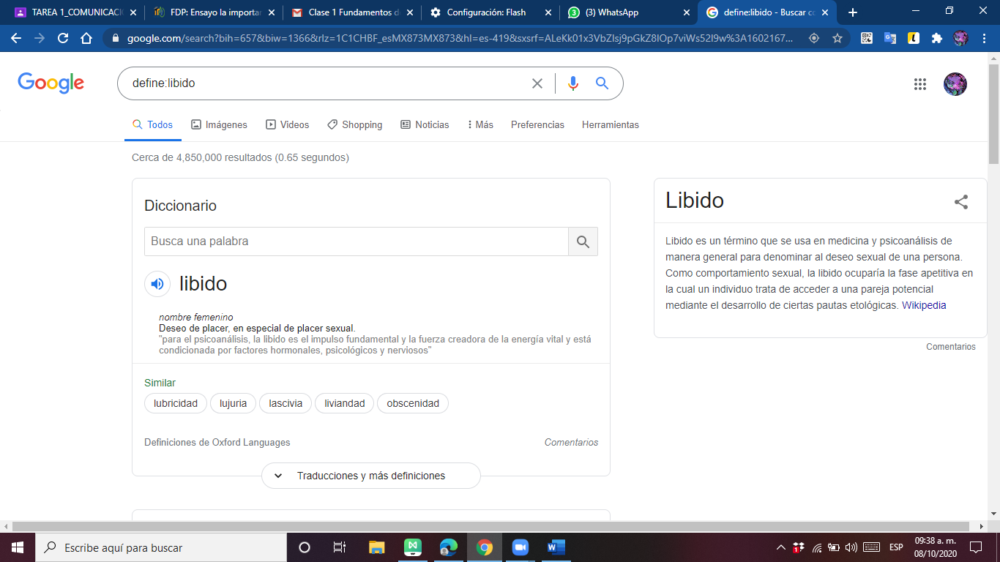 TAREA 1_COMUNICACI
FDP: Ensayo la importan
Clase 1 Fundamentos d
Configuración: Flash
(3) WhatsApp
define:libido - Buscar co
google.com/search?bih=657&biw=1366&rlz=1C1CHBF_esMX873MX873&hl=es-419&sxsrf=ALeKk01x3VbZIsj9pGkZ8IOp7viWs52I9w%3A1602167...
Google
define:libido
Todos
Imágenes
Videos
Shopping
Noticias
Más
Preferencias
Herramientas
Cerca de 4,850,000 resultados (0.65 segundos)
Diccionario
Busca una palabra
libido
nombre femenino
Deseo de placer, en especial de placer sexual.
"para el psicoanálisis, la libido es el impulso fundamental y la fuerza creadora de la energía vital y está
condicionada por factores hormonales, psicológicos y nerviosos"
Similar
lubricidad
lujuria
lascivia
liviandad
obscenidad
Definiciones de Oxford Languages
Comentarios
Traducciones y más definiciones
Libido
Libido es un término que se usa en medicina y psicoanálisis de
manera general para denominar al deseo sexual de una persona.
Como comportamiento sexual, la libido ocuparía la fase apetitiva en
la cual un individuo trata de acceder a una pareja potencial
mediante el desarrollo de ciertas pautas etológicas. Wikipedia
Comentarios
Escribe aquí para buscar
ESP
09:38 a. m.
08/10/2020